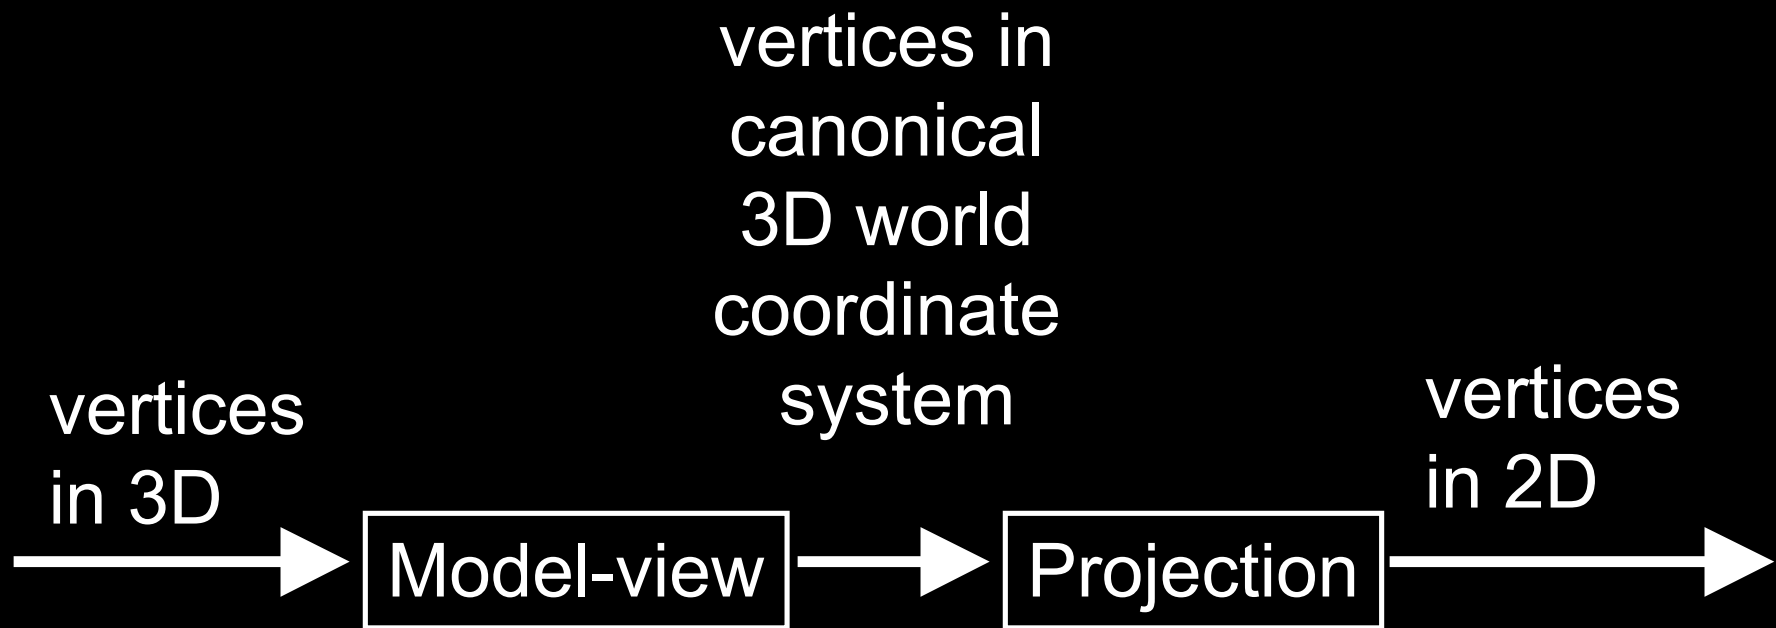 vertices in
canonical
3D world
coordinate
system
vertices
in 3D
vertices
in 2D
Model-view
Projection